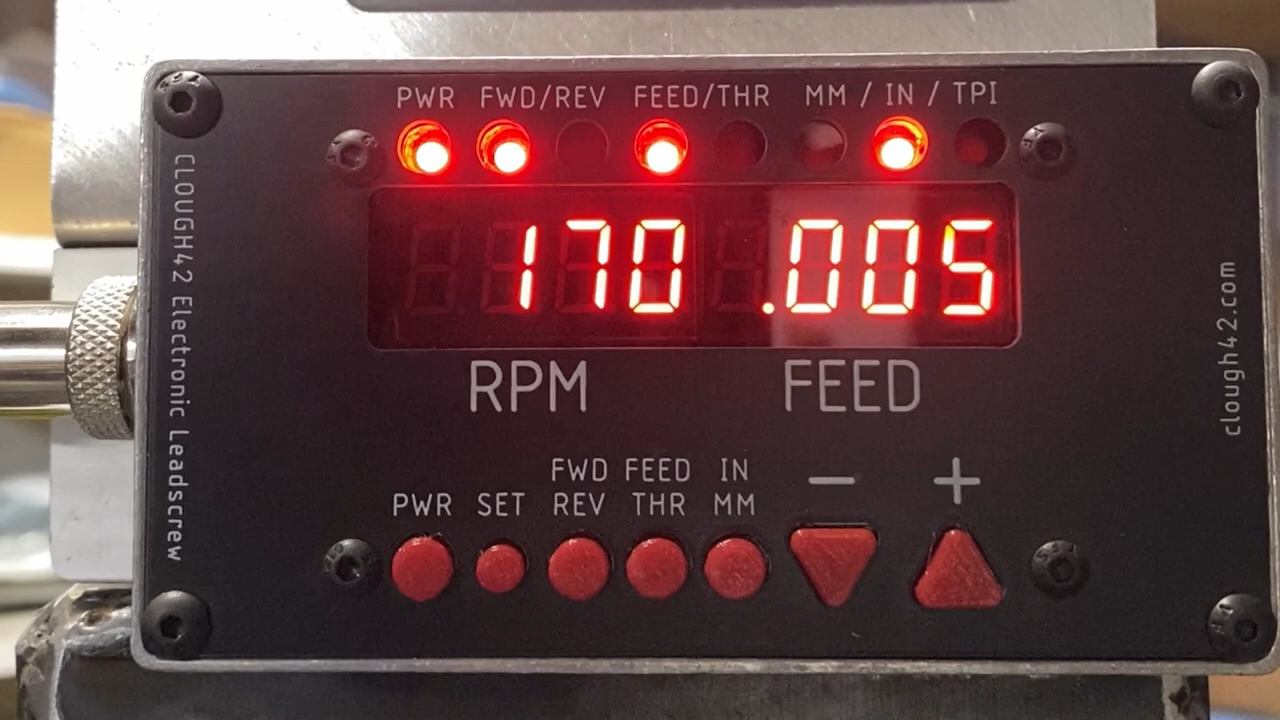 PWR FWD/REV FEED/THR MM / IN / TPI
170 .005
RPM FEED
FWD FEED IN − +
PWR SET REV THR MM
CLOUGH42 Electronic Leadscrew
clough42.com